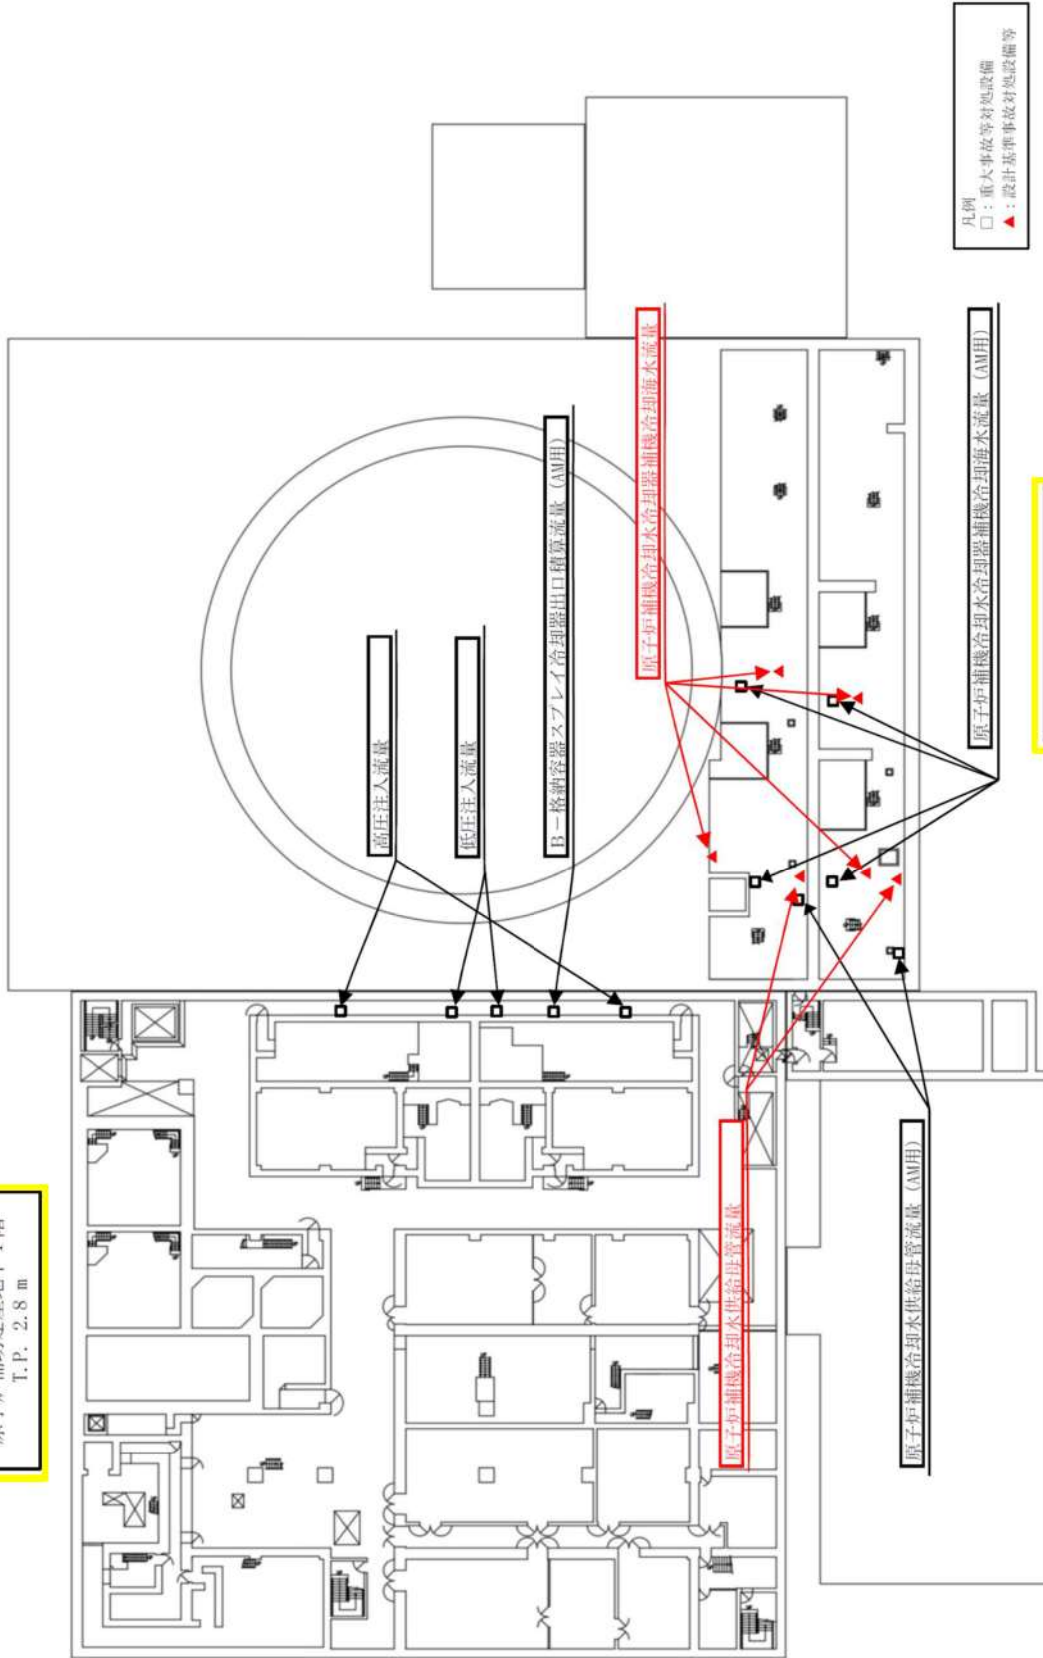 T.P. 2.8 m
高圧注入流量
低圧注入流量
B－格納容器スプレイ冷却器出口積算流量（AM用）
原子炉補機冷却水冷却器補機冷却海水流量
原子炉補機冷却水冷却器補機冷却海水流量（AM用）
原子炉補機冷却水供給母管流量
原子炉補機冷却水供給母管流量（AM用）
凡例
□：重大事故等対処設備
▲：設計基準事故対処設備等